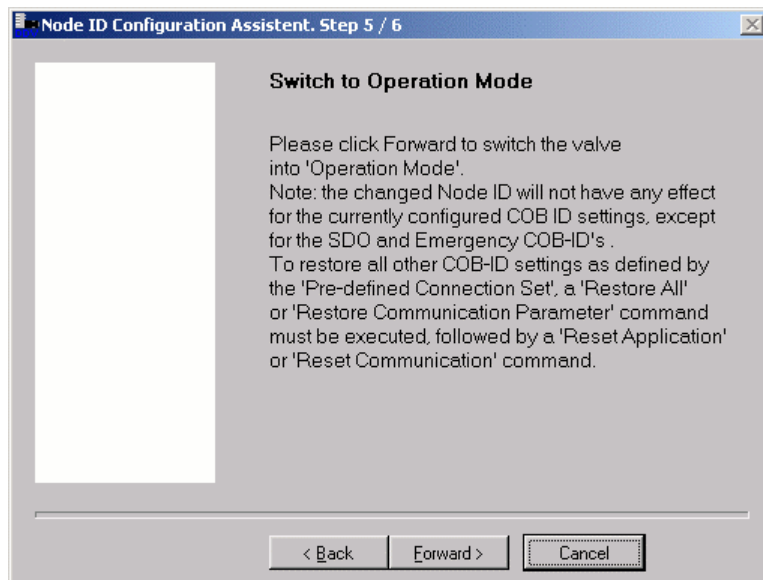 Node ID Configuration Assistent. Step 5 / 6
Switch to Operation Mode
Please click Forward to switch the valve
into 'Operation Mode'.
Note: the changed Node ID will not have any effect
for the currently configured COB ID settings, except
for the SDO and Emergency COB-ID's .
To restore all other COB-ID settings as defined by
the 'Pre-defined Connection Set', a 'Restore All'
or 'Restore Communication Parameter' command
must be executed, followed by a 'Reset Application'
or 'Reset Communication' command.
< Back Forward > Cancel